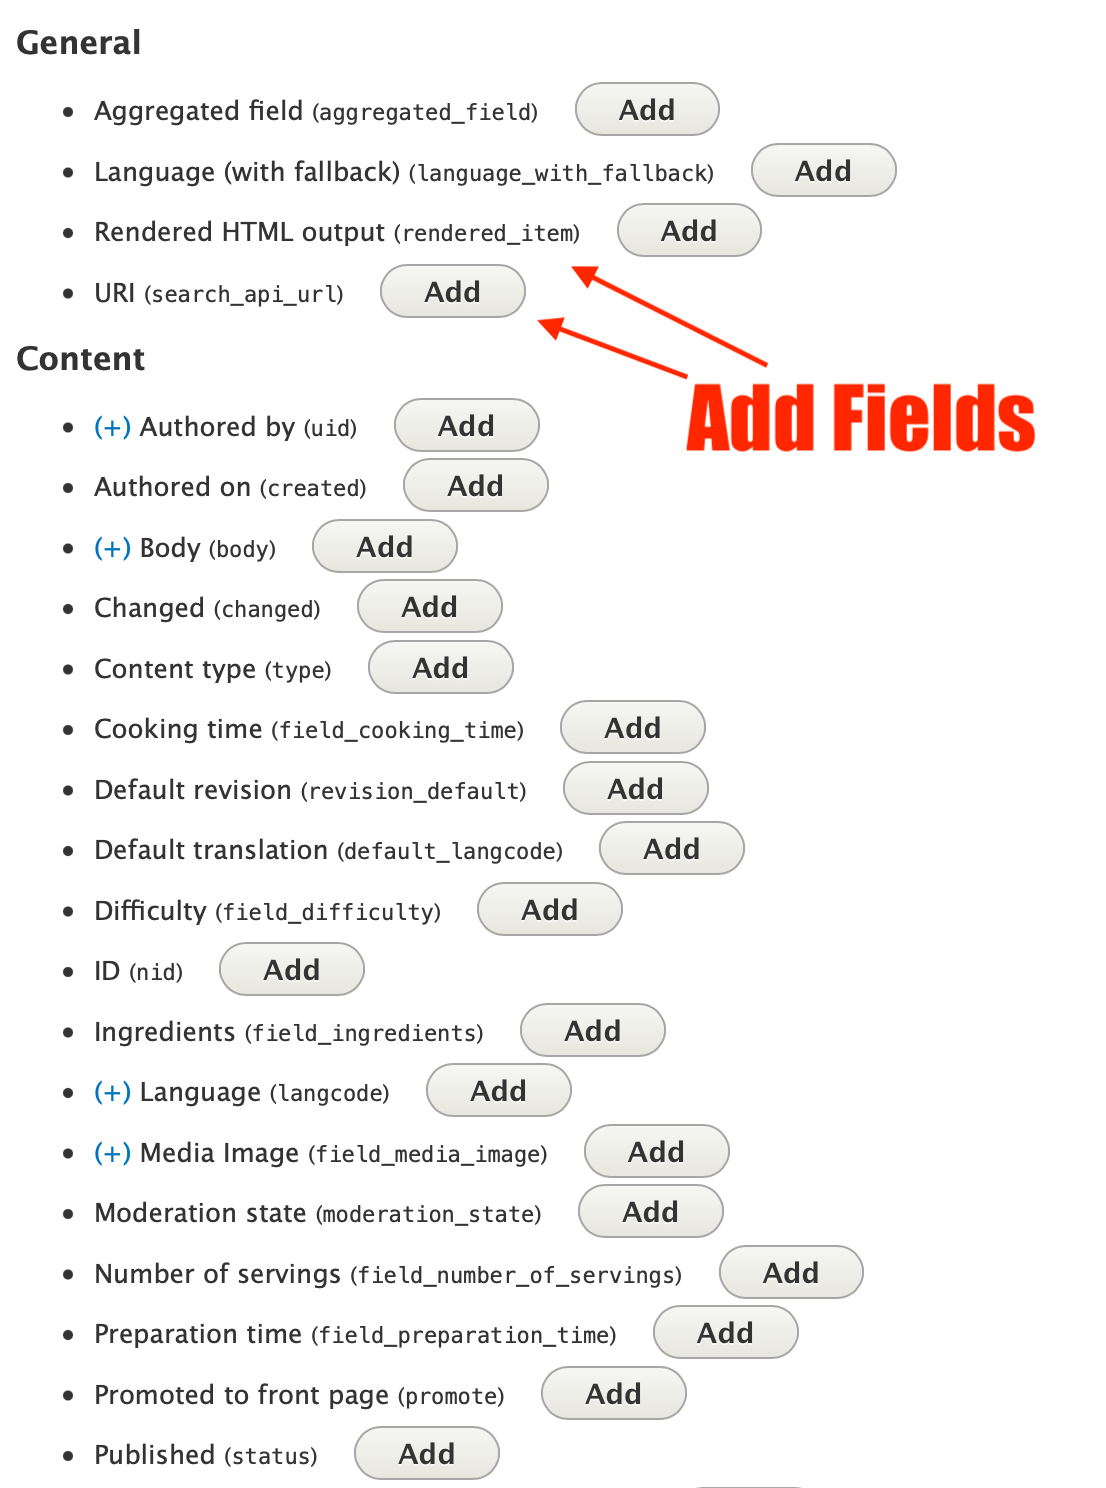 General
Aggregated field (aggregated_field) Add
Language (with fallback) (language_with_fallback) Add
Rendered HTML output (rendered_item) Add
URI (search_api_url) Add
Content
Add Fields
(+) Authored by (uid) Add
Authored on (created) Add
(+) Body (body) Add
Changed (changed) Add
Content type (type) Add
Cooking time (field_cooking_time) Add
Default revision (revision_default) Add
Default translation (default_langcode) Add
Difficulty (field_difficulty) Add
ID (nid) Add
Ingredients (field_ingredients) Add
(+) Language (langcode) Add
(+) Media Image (field_media_image) Add
Moderation state (moderation_state) Add
Number of servings (field_number_of_servings) Add
Preparation time (field_preparation_time) Add
Promoted to front page (promote) Add
Published (status) Add